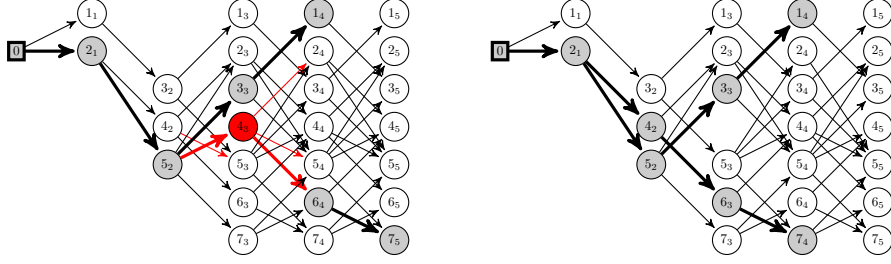 1₁ 1₃ 1₄ 1₅ 1₁ 1₃ 1₄ 1₅
0 2₁ 2₃ 2₄ 2₅ 0 2₁ 2₃ 2₄ 2₅
3₂ 3₃ 3₄ 3₅ 3₂ 3₃ 3₄ 3₅
4₂ 4₃ 4₄ 4₅ 4₂ 4₄ 4₅
5₂ 5₃ 5₄ 5₅ 5₂ 5₃ 5₄ 5₅
6₃ 6₄ 6₅ 6₃ 6₄ 6₅
7₃ 7₄ 7₅ 7₃ 7₄ 7₅